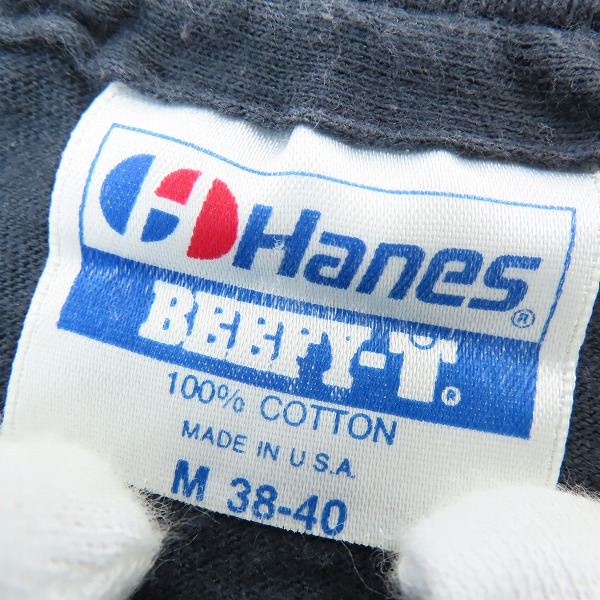 Hanes®
BEEFY-T®
100% COTTON
MADE IN U.S.A.
M 38-40